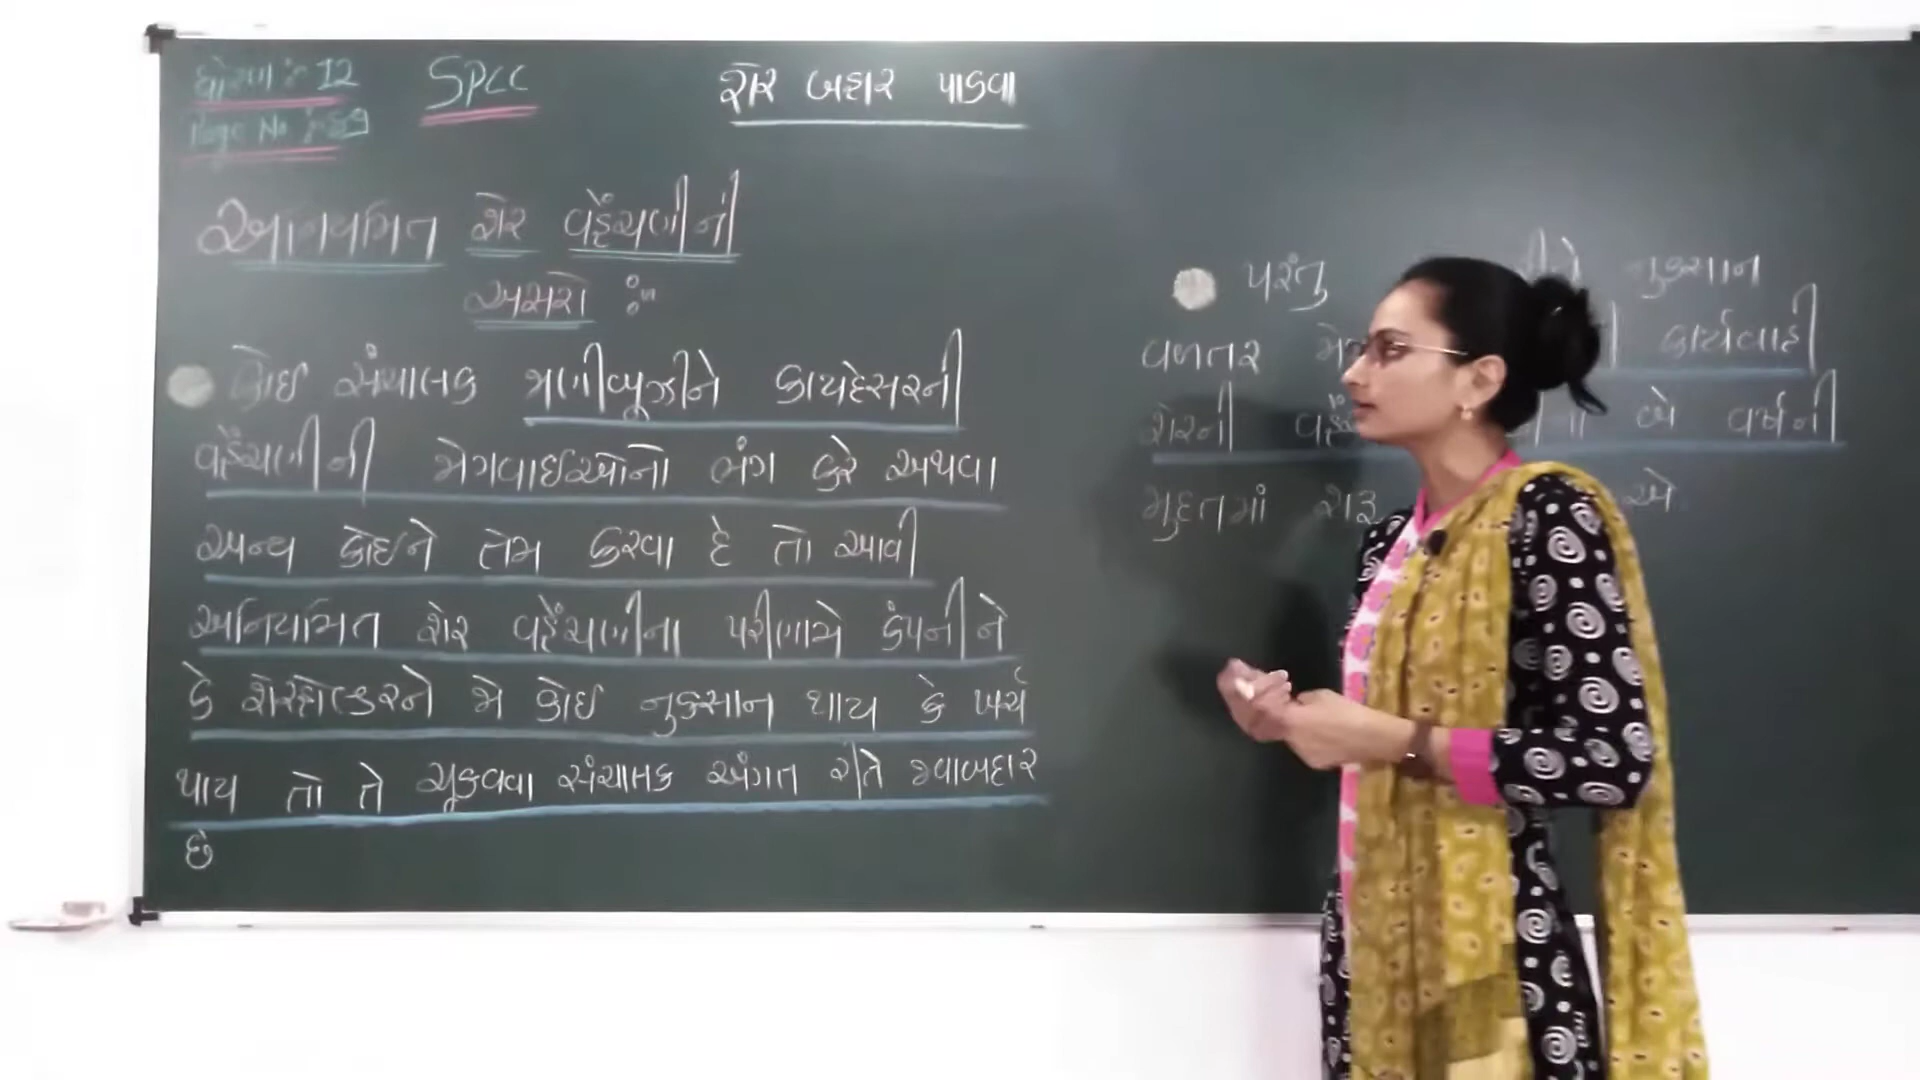 ધોરણ :- 12
SPCC
શેર બહાર પાડવા
Page No :-
અનિયમિત શેર વહેંચણીની
અસરો :-
કોઈ સંચાલક જાણીબૂઝીને કાયદેસરની
વહેંચણીની જોગવાઈઓનો ભંગ કરે અથવા
અન્ય કોઈને તેમ કરવા દે તો આવી
અનિયમિત શેર વહેંચણીના પરીણામે કંપનીને
કે શેરહોલ્ડરને જે કોઈ નુકસાન થાય કે ખર્ચ
થાય તો તે ચૂકવવા સંચાલક અંગત રીતે જવાબદાર
છે
પરંતુ નુકસાન
વળતર કાર્યવાહી
શેરની બે વર્ષની
મુદતમાં